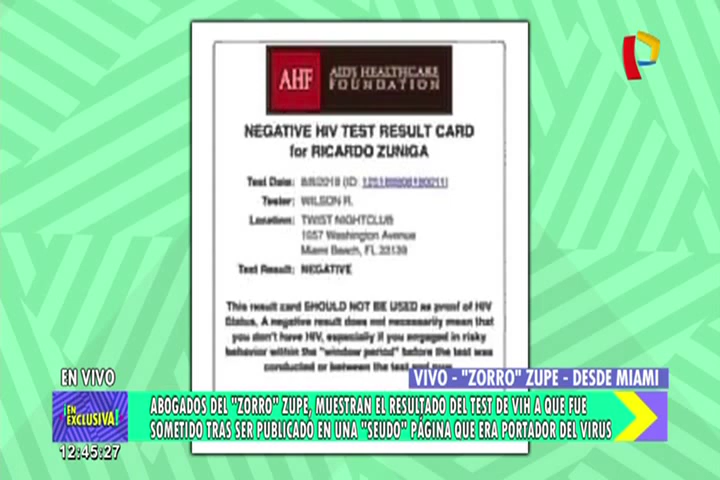 AHF AIDS HEALTHCARE
FOUNDATION
NEGATIVE HIV TEST RESULT CARD
for RICARDO ZUNIGA
Test Date: 8/8/2018 (ID:
Tester: WILSON R.
Location: TWIST NIGHTCLUB
1057 Washington Avenue
Miami Beach, FL 33139
Test Result: NEGATIVE
This result card SHOULD NOT BE USED as proof of HIV
Status. A negative result does not necessarily mean that
you don't have HIV, especially if you engaged in risky
behavior within the "window period" before the test was
conducted or between the test and
EN VIVO
VIVO - "ZORRO" ZUPE - DESDE MIAMI
¡EN EXCLUSIVA!
ABOGADOS DEL "ZORRO" ZUPE, MUESTRAN EL RESULTADO DEL TEST DE VIH A QUE FUE
SOMETIDO TRAS SER PUBLICADO EN UNA "SEUDO" PÁGINA QUE ERA PORTADOR DEL VIRUS
12:45:27